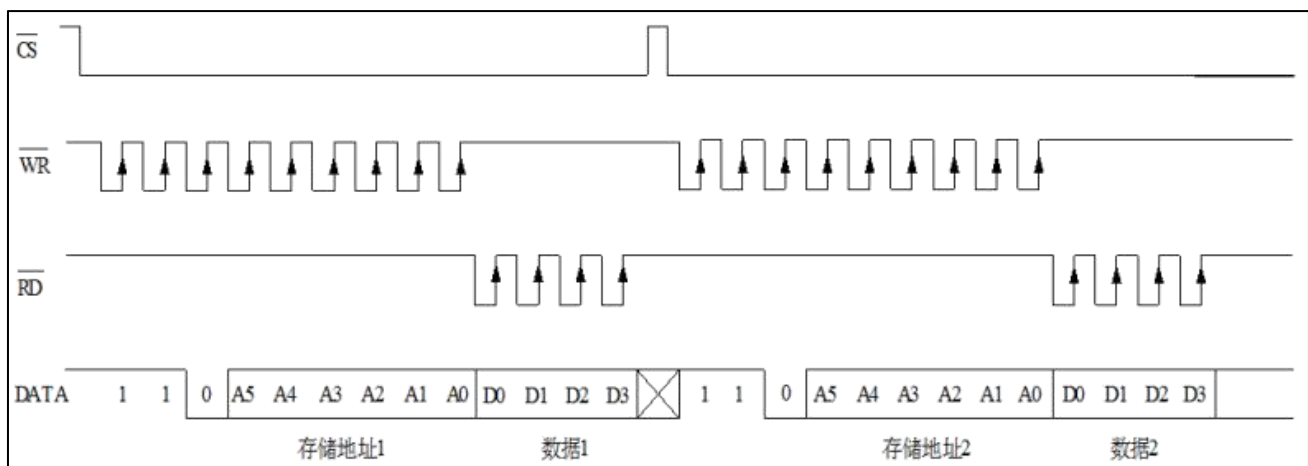 CS
WR
RD
DATA 1 1 0 A5 A4 A3 A2 A1 A0 D0 D1 D2 D3 1 1 0 A5 A4 A3 A2 A1 A0 D0 D1 D2 D3
存储地址1 数据1 存储地址2 数据2